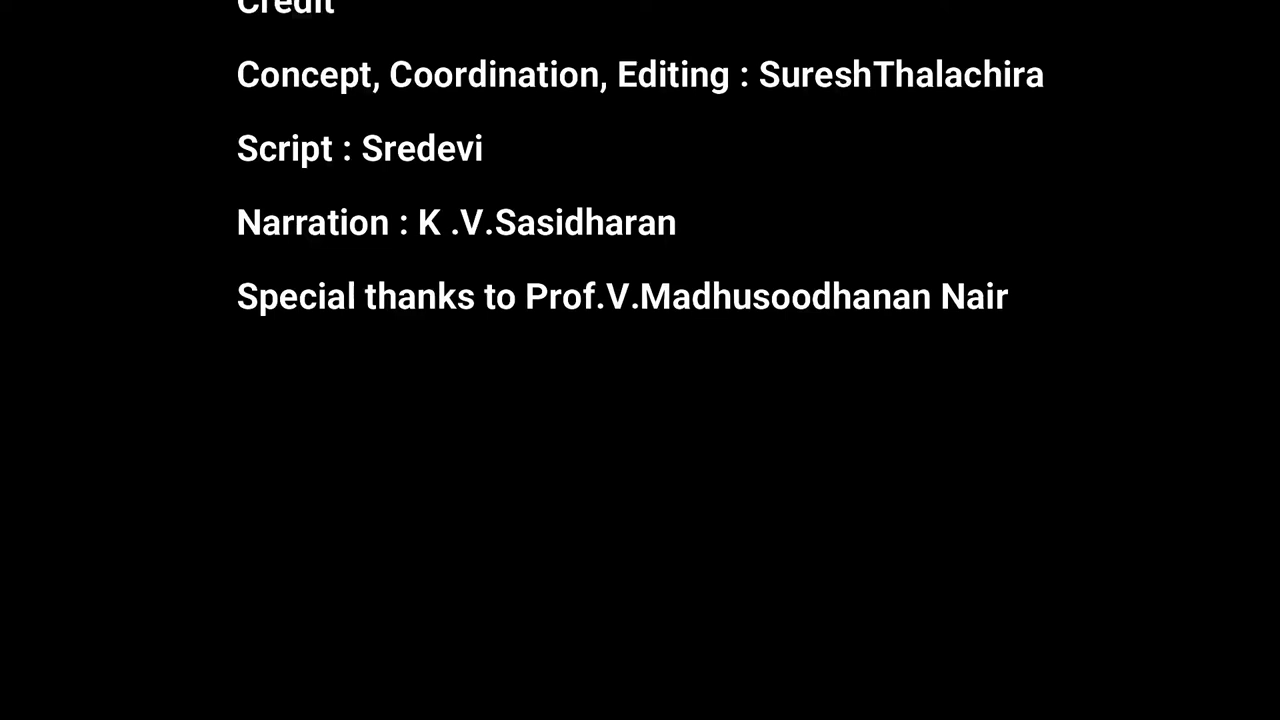 Credit
Concept, Coordination, Editing : SureshThalachira
Script : Sredevi
Narration : K .V.Sasidharan
Special thanks to Prof.V.Madhusoodhanan Nair